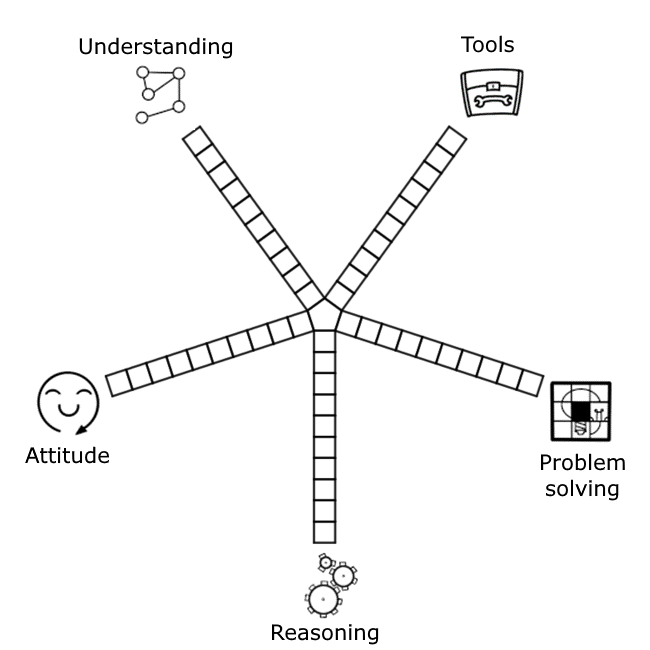 Understanding
Tools
Attitude
Problem
solving
Reasoning